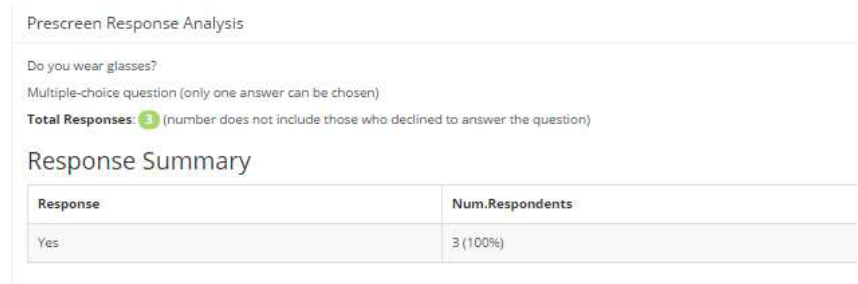 Prescreen Response Analysis
Do you wear glasses?
Multiple-choice question (only one answer can be chosen)
Total Responses: 3 (number does not include those who declined to answer the question)
Response Summary
Response Num.Respondents
Yes 3 (100%)